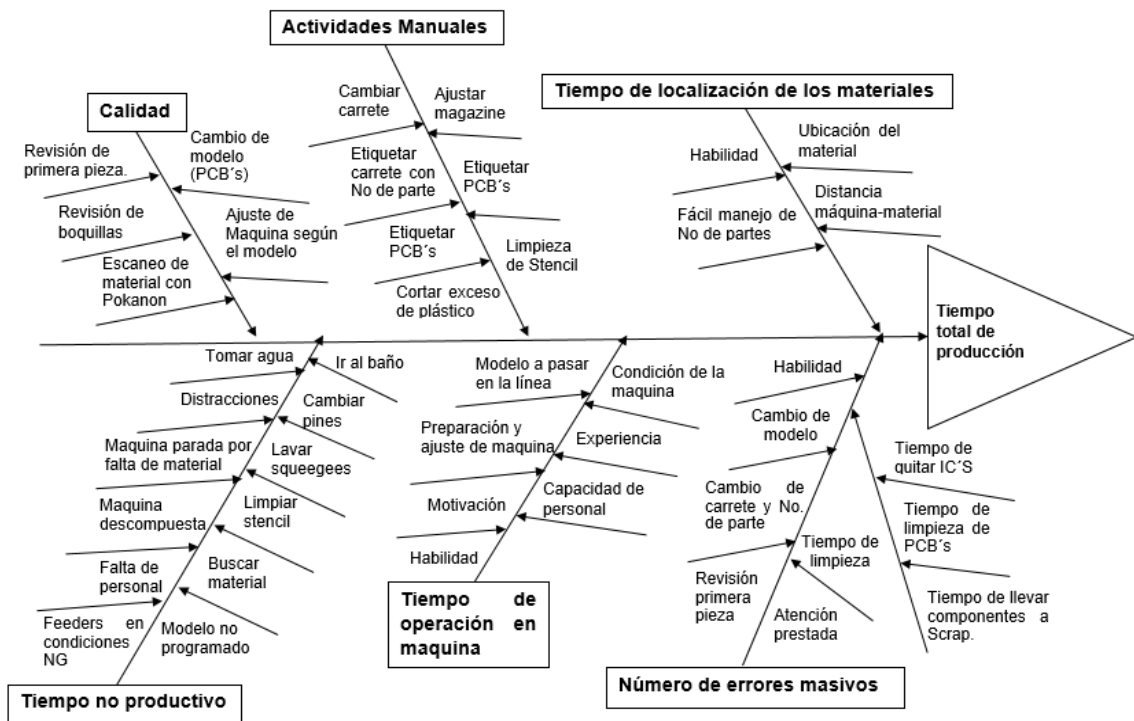 Actividades Manuales
Cambiar
carrete
Ajustar
magazine
Etiquetar
carrete con
No de parte
Etiquetar
PCB´s
Etiquetar
PCB´s
Limpieza
de Stencil
Cortar exceso
de plástico
Calidad
Revisión de
primera pieza.
Cambio de
modelo
(PCB´s)
Revisión de
boquillas
Ajuste de
Maquina según
el modelo
Escaneo de
material con
Pokanon
Tiempo de localización de los materiales
Habilidad
Ubicación del
material
Fácil manejo de
No de partes
Distancia
máquina-material
Tiempo
total de
producción
Tomar agua
Ir al baño
Distracciones
Cambiar
pines
Maquina parada por
falta de material
Lavar
squeegees
Maquina
descompuesta
Limpiar
stencil
Falta de
personal
Buscar
material
Feeders en
condiciones
NG
Modelo no
programado
Tiempo no productivo
Modelo a pasar
en la línea
Condición de la
maquina
Preparación y
ajuste de maquina
Experiencia
Motivación
Capacidad de
personal
Habilidad
Tiempo de
operación en
maquina
Habilidad
Cambio de
modelo
Tiempo de
quitar IC´S
Cambio de
carrete y No.
de parte
Tiempo de
limpieza de
PCB´s
Tiempo de
limpieza
Revisión
primera
pieza
Atención
prestada
Tiempo de llevar
componentes a
Scrap.
Número de errores masivos